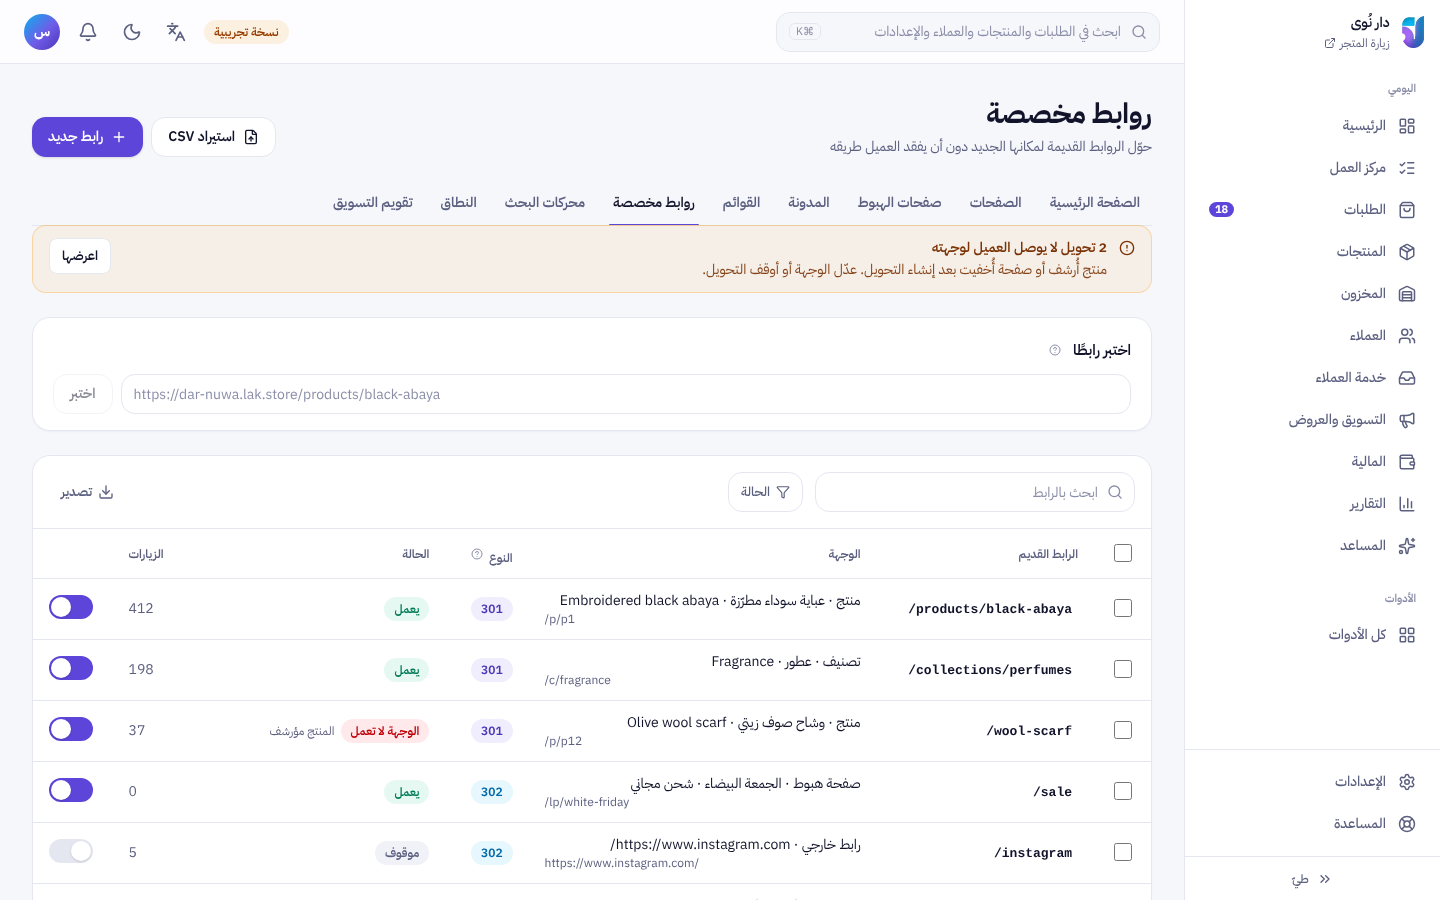 دار نُوى
زيارة المتجر
اليومي
الرئيسية
مركز العمل
الطلبات
18
المنتجات
المخزون
العملاء
خدمة العملاء
التسويق والعروض
المالية
التقارير
المساعد
الأدوات
كل الأدوات
الإعدادات
المساعدة
طيّ
ابحث في الطلبات والمنتجات والعملاء والإعدادات
⌘K
نسخة تجريبية
س
روابط مخصصة
حوّل الروابط القديمة لمكانها الجديد دون أن يفقد العميل طريقه
استيراد CSV
رابط جديد
الصفحة الرئيسية
الصفحات
صفحات الهبوط
المدونة
القوائم
روابط مخصصة
محركات البحث
النطاق
تقويم التسويق
2 تحويل لا يوصل العميل لوجهته
منتج أُرشف أو صفحة أُخفيت بعد إنشاء التحويل. عدّل الوجهة أو أوقف التحويل.
اعرضها
اختبر رابطًا
https://dar-nuwa.lak.store/products/black-abaya
اختبر
ابحث بالرابط
الحالة
تصدير
الرابط القديم
الوجهة
النوع
الحالة
الزيارات
/products/black-abaya
منتج · عباية سوداء مطرّزة · Embroidered black abaya
/p/p1
301
يعمل
412
/collections/perfumes
تصنيف · عطور · Fragrance
/c/fragrance
301
يعمل
198
/wool-scarf
منتج · وشاح صوف زيتي · Olive wool scarf
/p/p12
301
الوجهة لا تعمل
المنتج مؤرشف
37
/sale
صفحة هبوط · الجمعة البيضاء · شحن مجاني
/lp/white-friday
302
يعمل
0
/instagram
رابط خارجي · https://www.instagram.com/
https://www.instagram.com/
302
موقوف
5